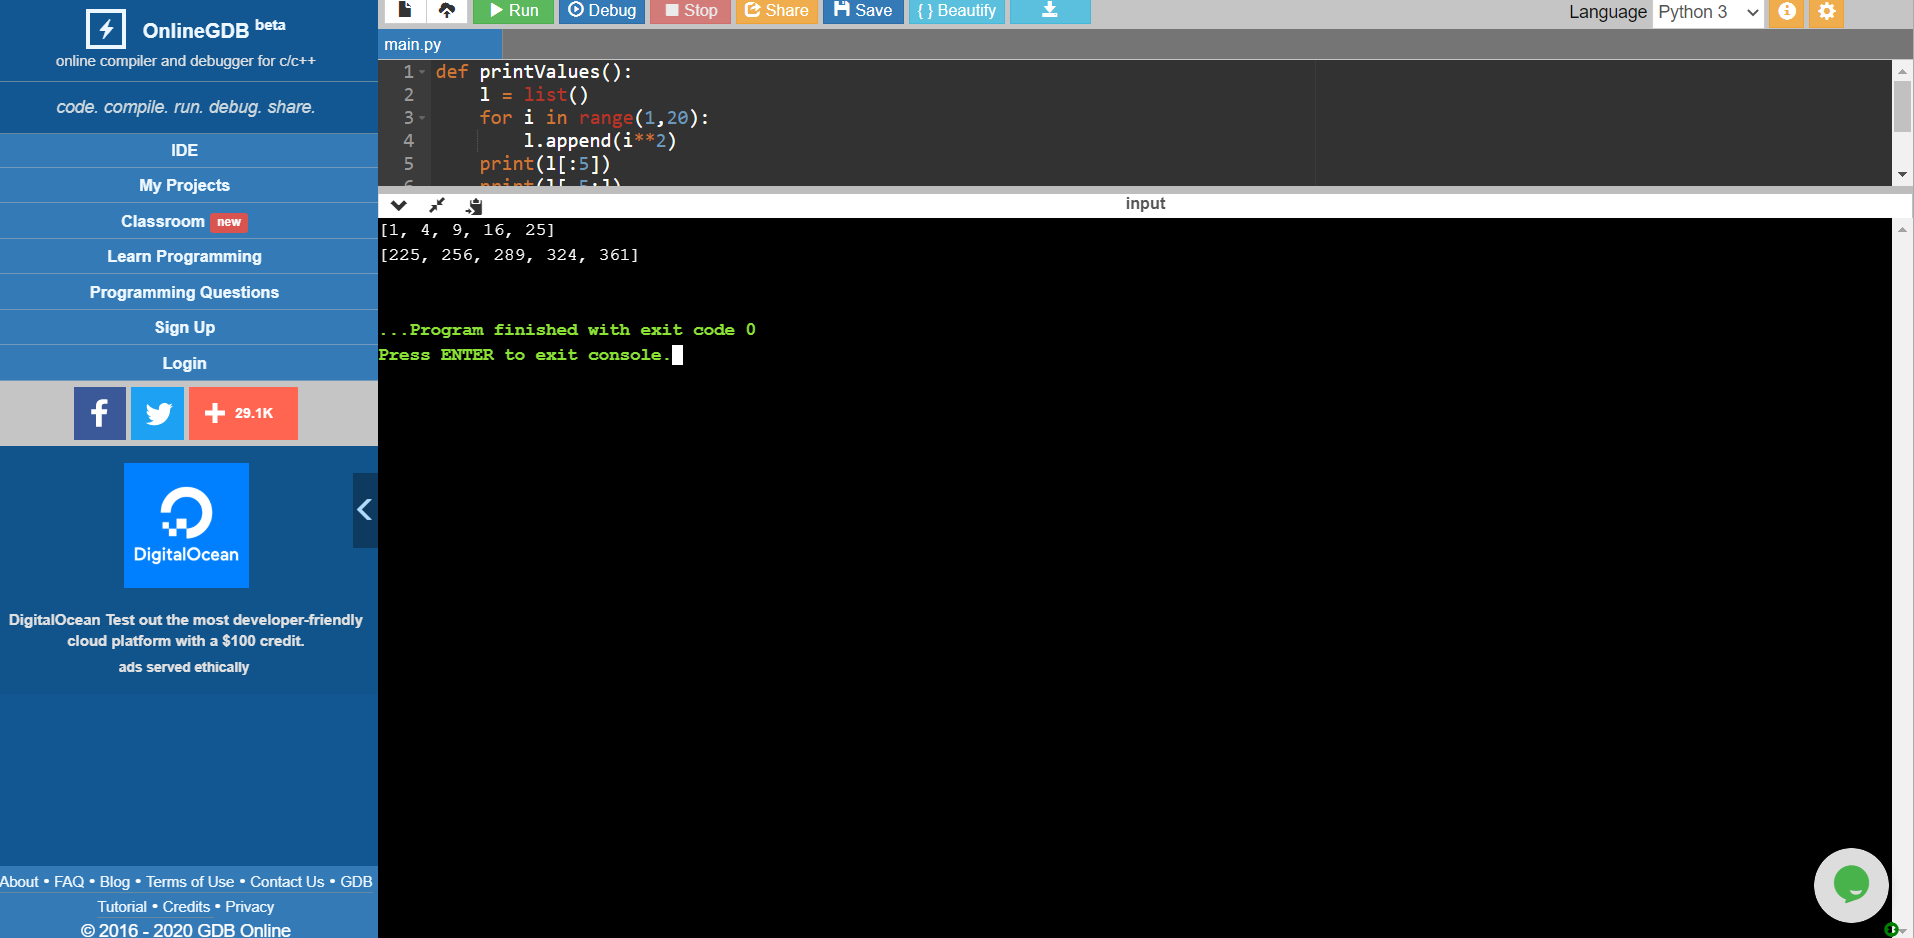 OnlineGDB beta
online compiler and debugger for c/c++
code. compile. run. debug. share.
IDE
My Projects
Classroom new
Learn Programming
Programming Questions
Sign Up
Login
29.1K
DigitalOcean
DigitalOcean Test out the most developer-friendly
cloud platform with a $100 credit.
ads served ethically
About • FAQ • Blog • Terms of Use • Contact Us • GDB
Tutorial • Credits • Privacy
© 2016 - 2020 GDB Online
Run Debug Stop Share Save { } Beautify Language Python 3
main.py
1 def printValues():
2 l = list()
3 for i in range(1,20):
4 l.append(i**2)
5 print(l[:5])
6 print(l[-5:])
input
[1, 4, 9, 16, 25]
[225, 256, 289, 324, 361]
...Program finished with exit code 0
Press ENTER to exit console.